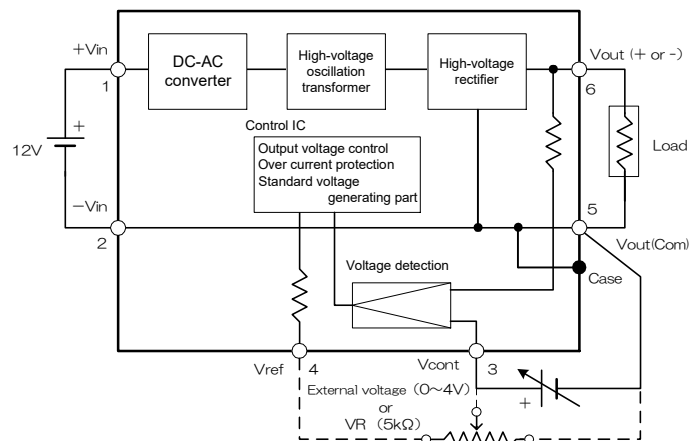 +Vin
1
DC-AC
converter
High-voltage
oscillation
transformer
High-voltage
rectifier
Vout (+ or -)
6
Control IC
Output voltage control
Over current protection
Standard voltage
generating part
+
12V
Load
−Vin
2
5
Vout(Com)
Voltage detection
Case
Vref
4
Vcont
3
External voltage (0～4V)
or
VR (5kΩ)
+